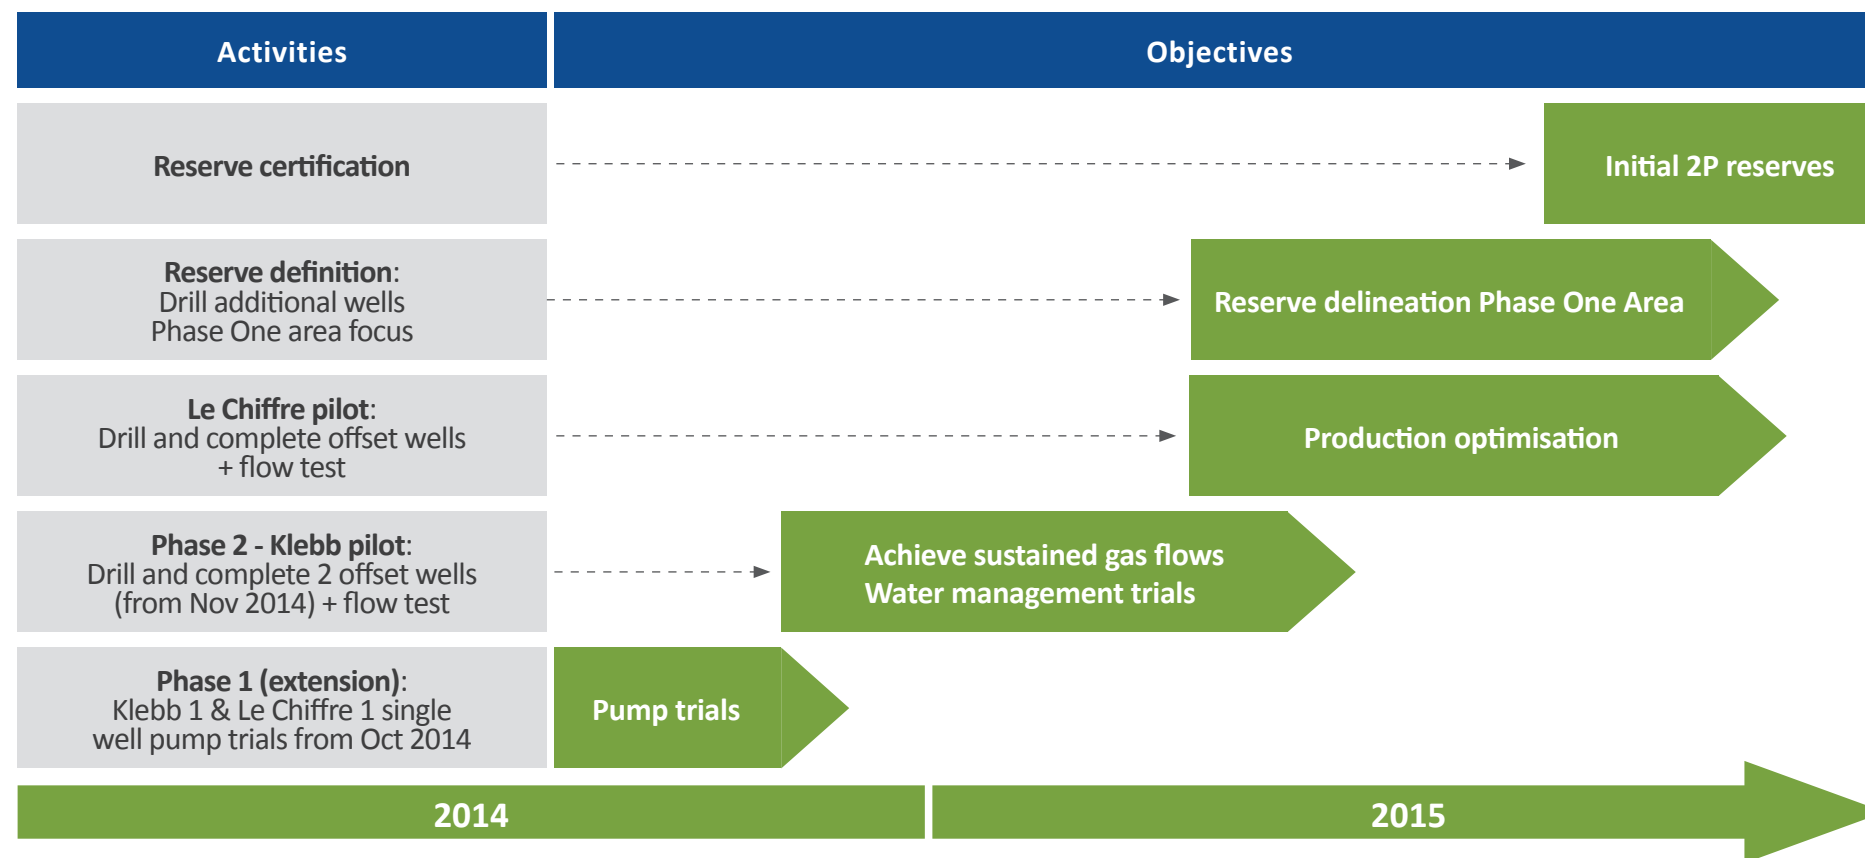 Activities
Objectives
Reserve certification
Initial 2P reserves
Reserve definition:
Drill additional wells
Phase One area focus
Reserve delineation Phase One Area
Le Chiffre pilot:
Drill and complete offset wells
+ flow test
Production optimisation
Phase 2 - Klebb pilot:
Drill and complete 2 offset wells
(from Nov 2014) + flow test
Achieve sustained gas flows
Water management trials
Phase 1 (extension):
Klebb 1 & Le Chiffre 1 single
well pump trials from Oct 2014
Pump trials
2014
2015